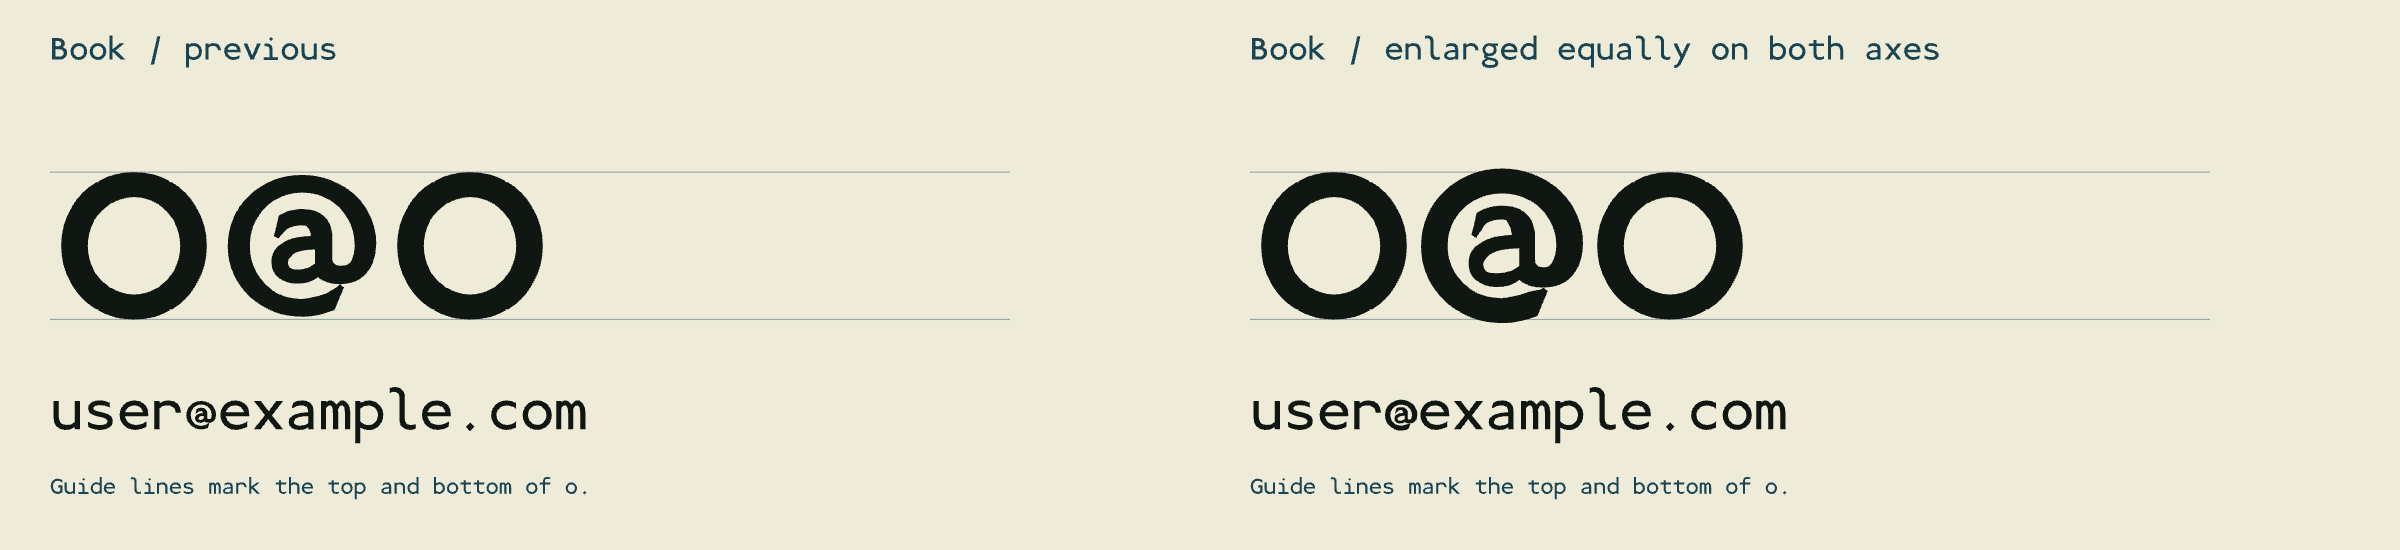 Book / previous
o@o
user@example.com
Guide lines mark the top and bottom of o.
Book / enlarged equally on both axes
o@o
user@example.com
Guide lines mark the top and bottom of o.